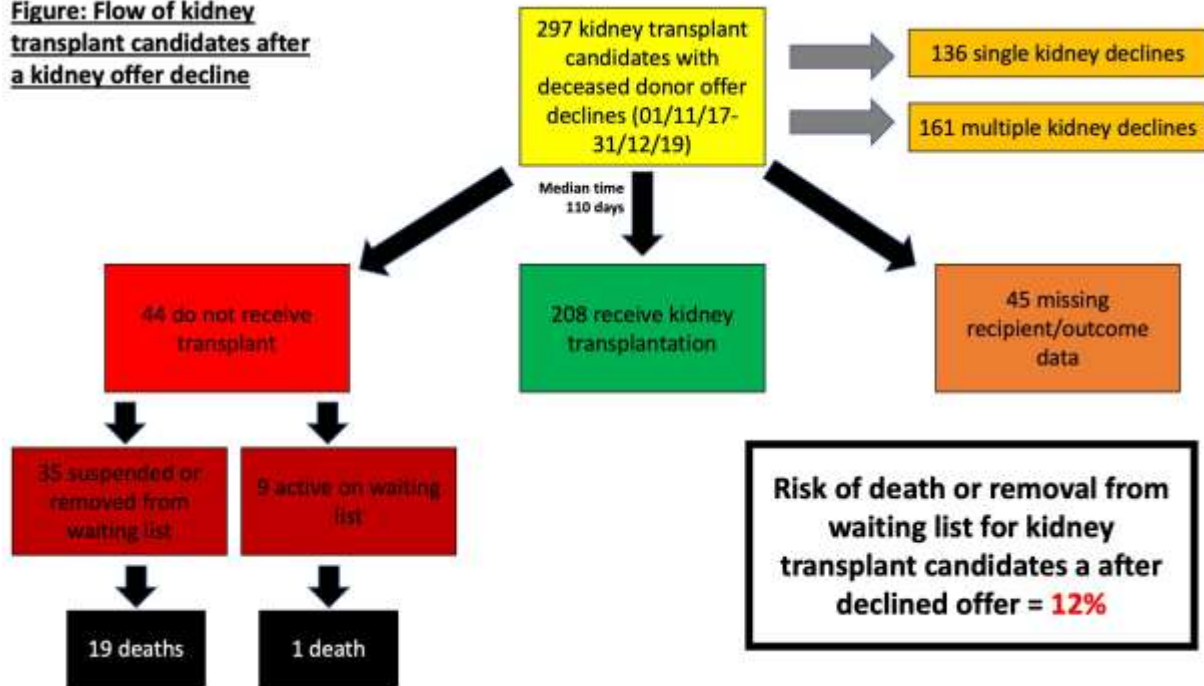 Figure: Flow of kidney
transplant candidates after
a kidney offer decline
297 kidney transplant
candidates with
deceased donor offer
declines (01/11/17-
31/12/19)
136 single kidney declines
161 multiple kidney declines
Median time
110 days
44 do not receive
transplant
208 receive kidney
transplantation
45 missing
recipient/outcome
data
35 suspended or
removed from
waiting list
9 active on waiting
list
19 deaths
1 death
Risk of death or removal from
waiting list for kidney
transplant candidates a after
declined offer = 12%